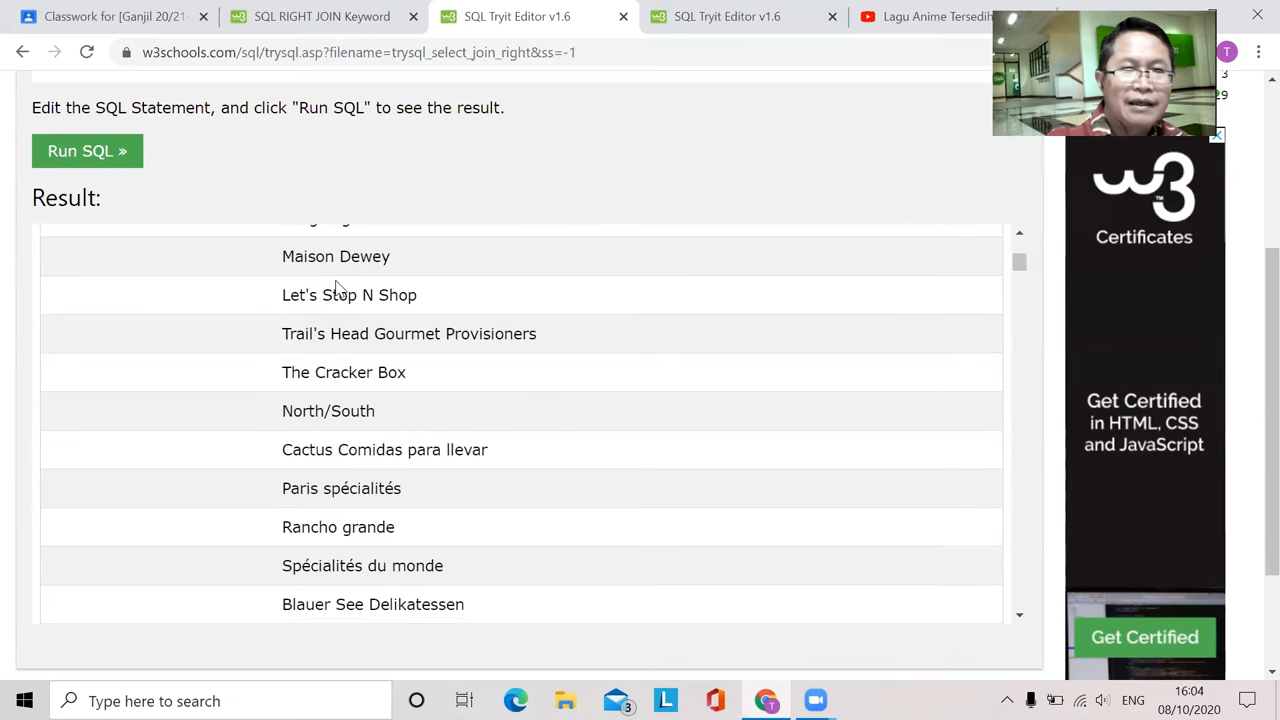 Classwork for [Ganjil 20/21
SQL RIGHT JOIN Keyword
SQL Tryit Editor v1.6
SQL Tryit Editor v1.6
Lagu Anime Tersedih
w3schools.com/sql/trysql.asp?filename=trysql_select_join_right&ss=-1
T
3
29
Edit the SQL Statement, and click "Run SQL" to see the result.
Run SQL »
Result:
Maison Dewey
Let's Stop N Shop
Trail's Head Gourmet Provisioners
The Cracker Box
North/South
Cactus Comidas para llevar
Paris spécialités
Rancho grande
Spécialités du monde
Blauer See Delikatessen
w3
TM
Certificates
Get Certified
in HTML, CSS
and JavaScript
Get Certified
Type here to search
3
L
T
ENG
16:04
08/10/2020